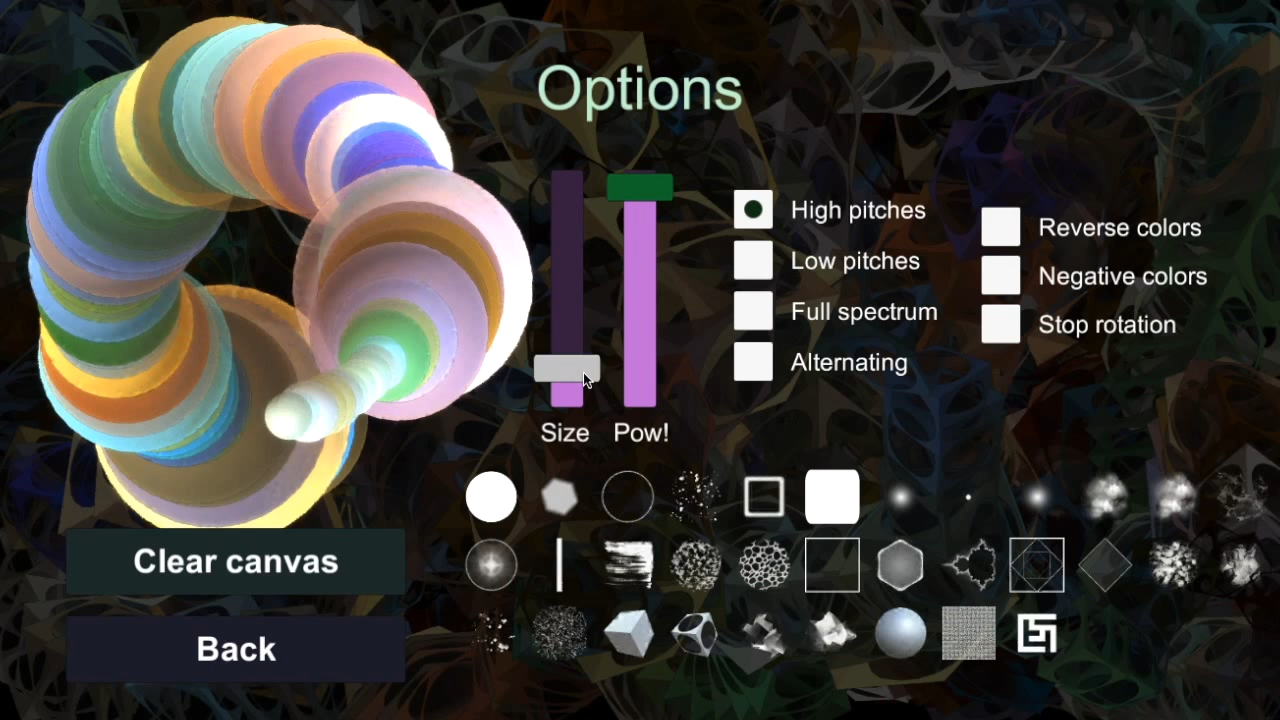 Options
High pitches
Low pitches
Full spectrum
Alternating
Reverse colors
Negative colors
Stop rotation
Size
Pow!
Clear canvas
Back